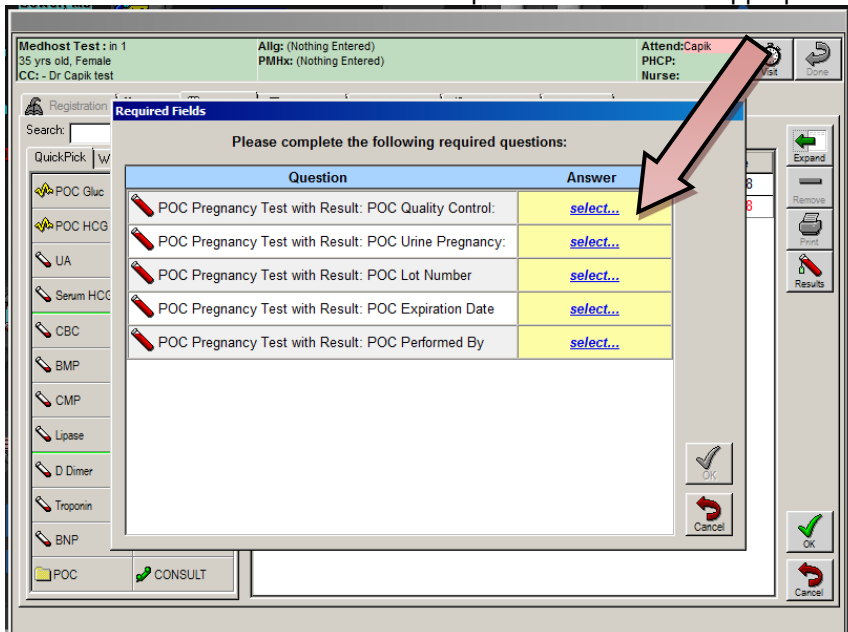 Medhost Test : in 1
35 yrs old, Female
CC: - Dr Capik test
Allg: (Nothing Entered)
PMHx: (Nothing Entered)
Attend:Capik
PHCP:
Nurse:
Done
Registration
Search:
QuickPick
Required Fields
Please complete the following required questions:
Question Answer
POC Pregnancy Test with Result: POC Quality Control: select...
POC Pregnancy Test with Result: POC Urine Pregnancy: select...
POC Pregnancy Test with Result: POC Lot Number select...
POC Pregnancy Test with Result: POC Expiration Date select...
POC Pregnancy Test with Result: POC Performed By select...
OK
Cancel
POC Gluc
POC HCG
UA
Serum HCG
CBC
BMP
CMP
Lipase
D Dimer
Troponin
BNP
POC CONSULT
8
8
Expand
Remove
Print
Results
OK
Cancel